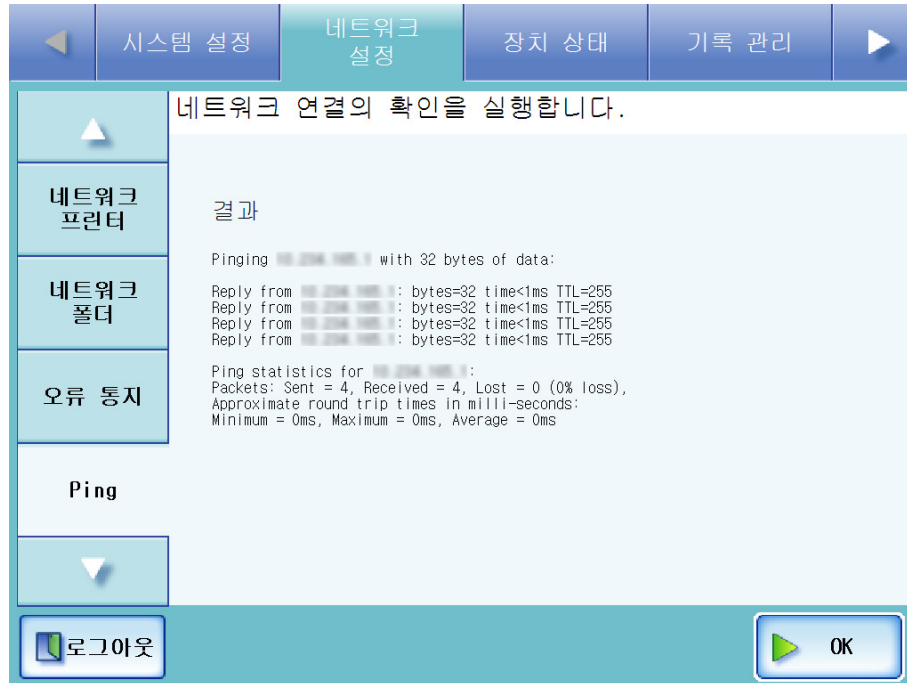 시스템 설정
네트워크
설정
장치 상태
기록 관리
네트워크 연결의 확인을 실행합니다.
네트워크
프린터
네트워크
폴더
오류 통지
Ping
결과
Pinging with 32 bytes of data:
Reply from : bytes=32 time<1ms TTL=255
Reply from : bytes=32 time<1ms TTL=255
Reply from : bytes=32 time<1ms TTL=255
Reply from : bytes=32 time<1ms TTL=255
Ping statistics for :
Packets: Sent = 4, Received = 4, Lost = 0 (0% loss),
Approximate round trip times in milli-seconds:
Minimum = 0ms, Maximum = 0ms, Average = 0ms
로그아웃
OK